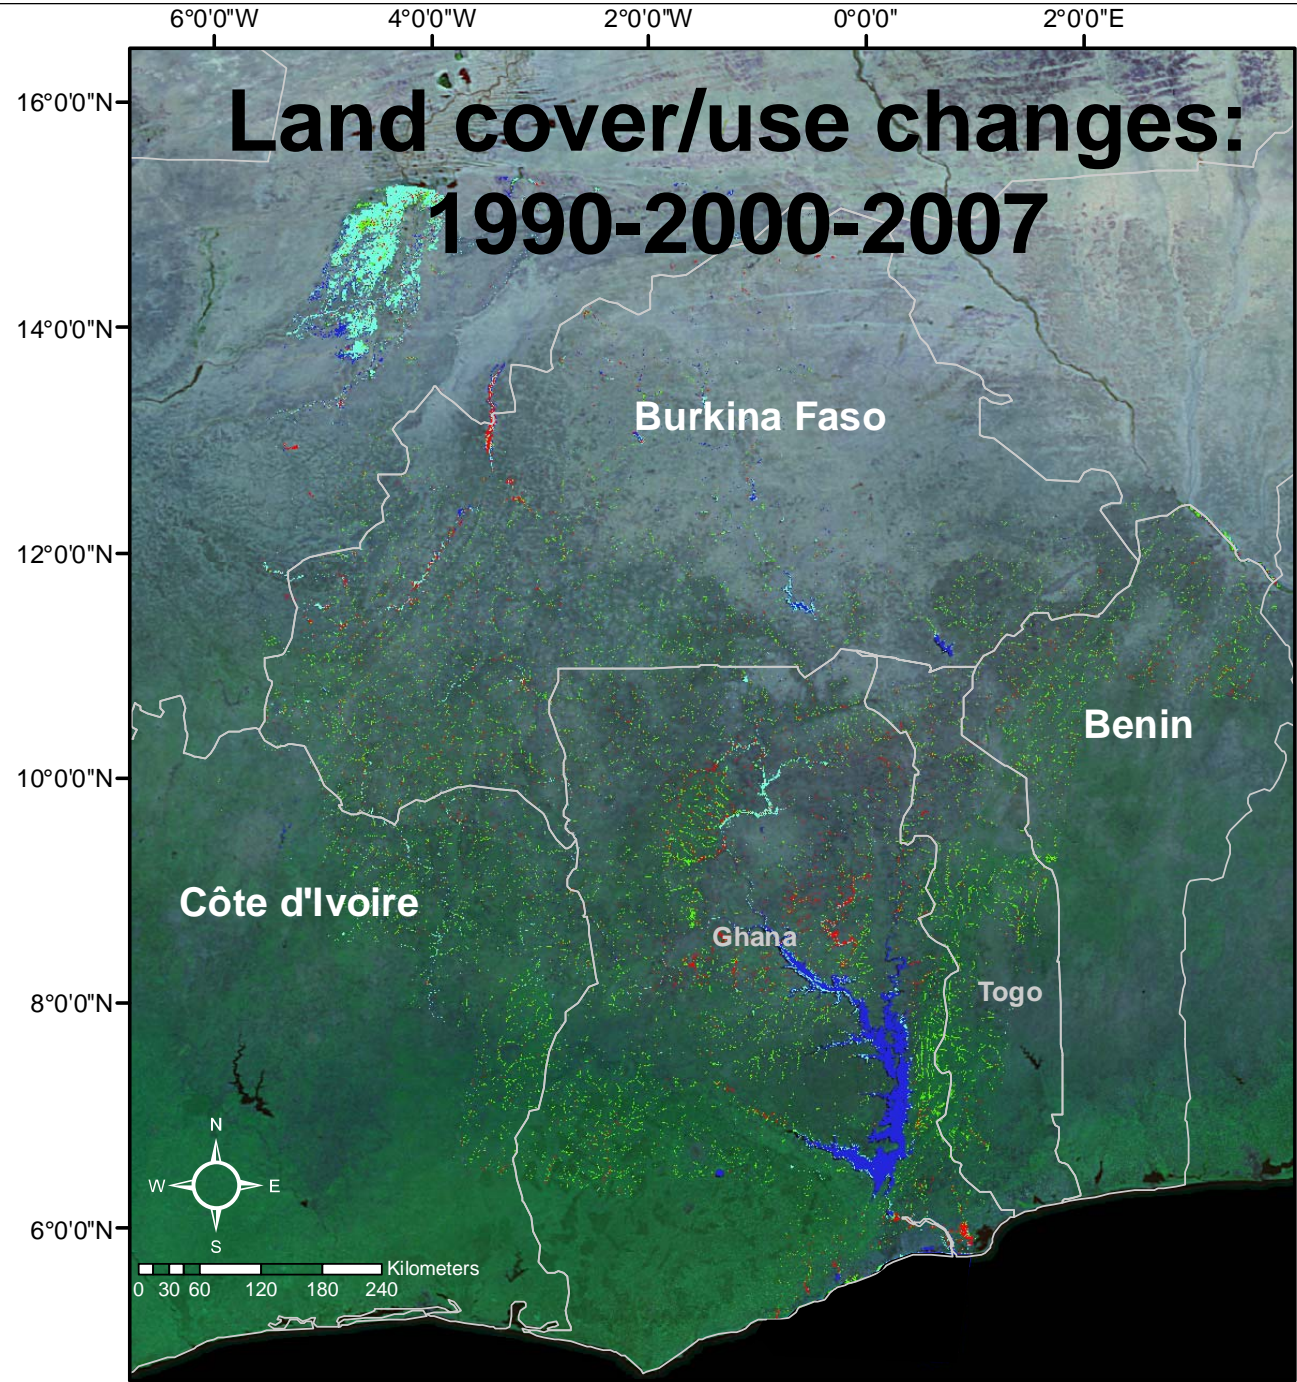 6°0'0"W 4°0'0"W 2°0'0"W 0°0'0" 2°0'0"E
16°0'0"N
Land cover/use changes:
1990-2000-2007
14°0'0"N
Burkina Faso
12°0'0"N
Benin
10°0'0"N
Côte d'Ivoire
Ghana
Togo
8°0'0"N
N
W E
S
6°0'0"N
Kilometers
0 30 60 120 180 240